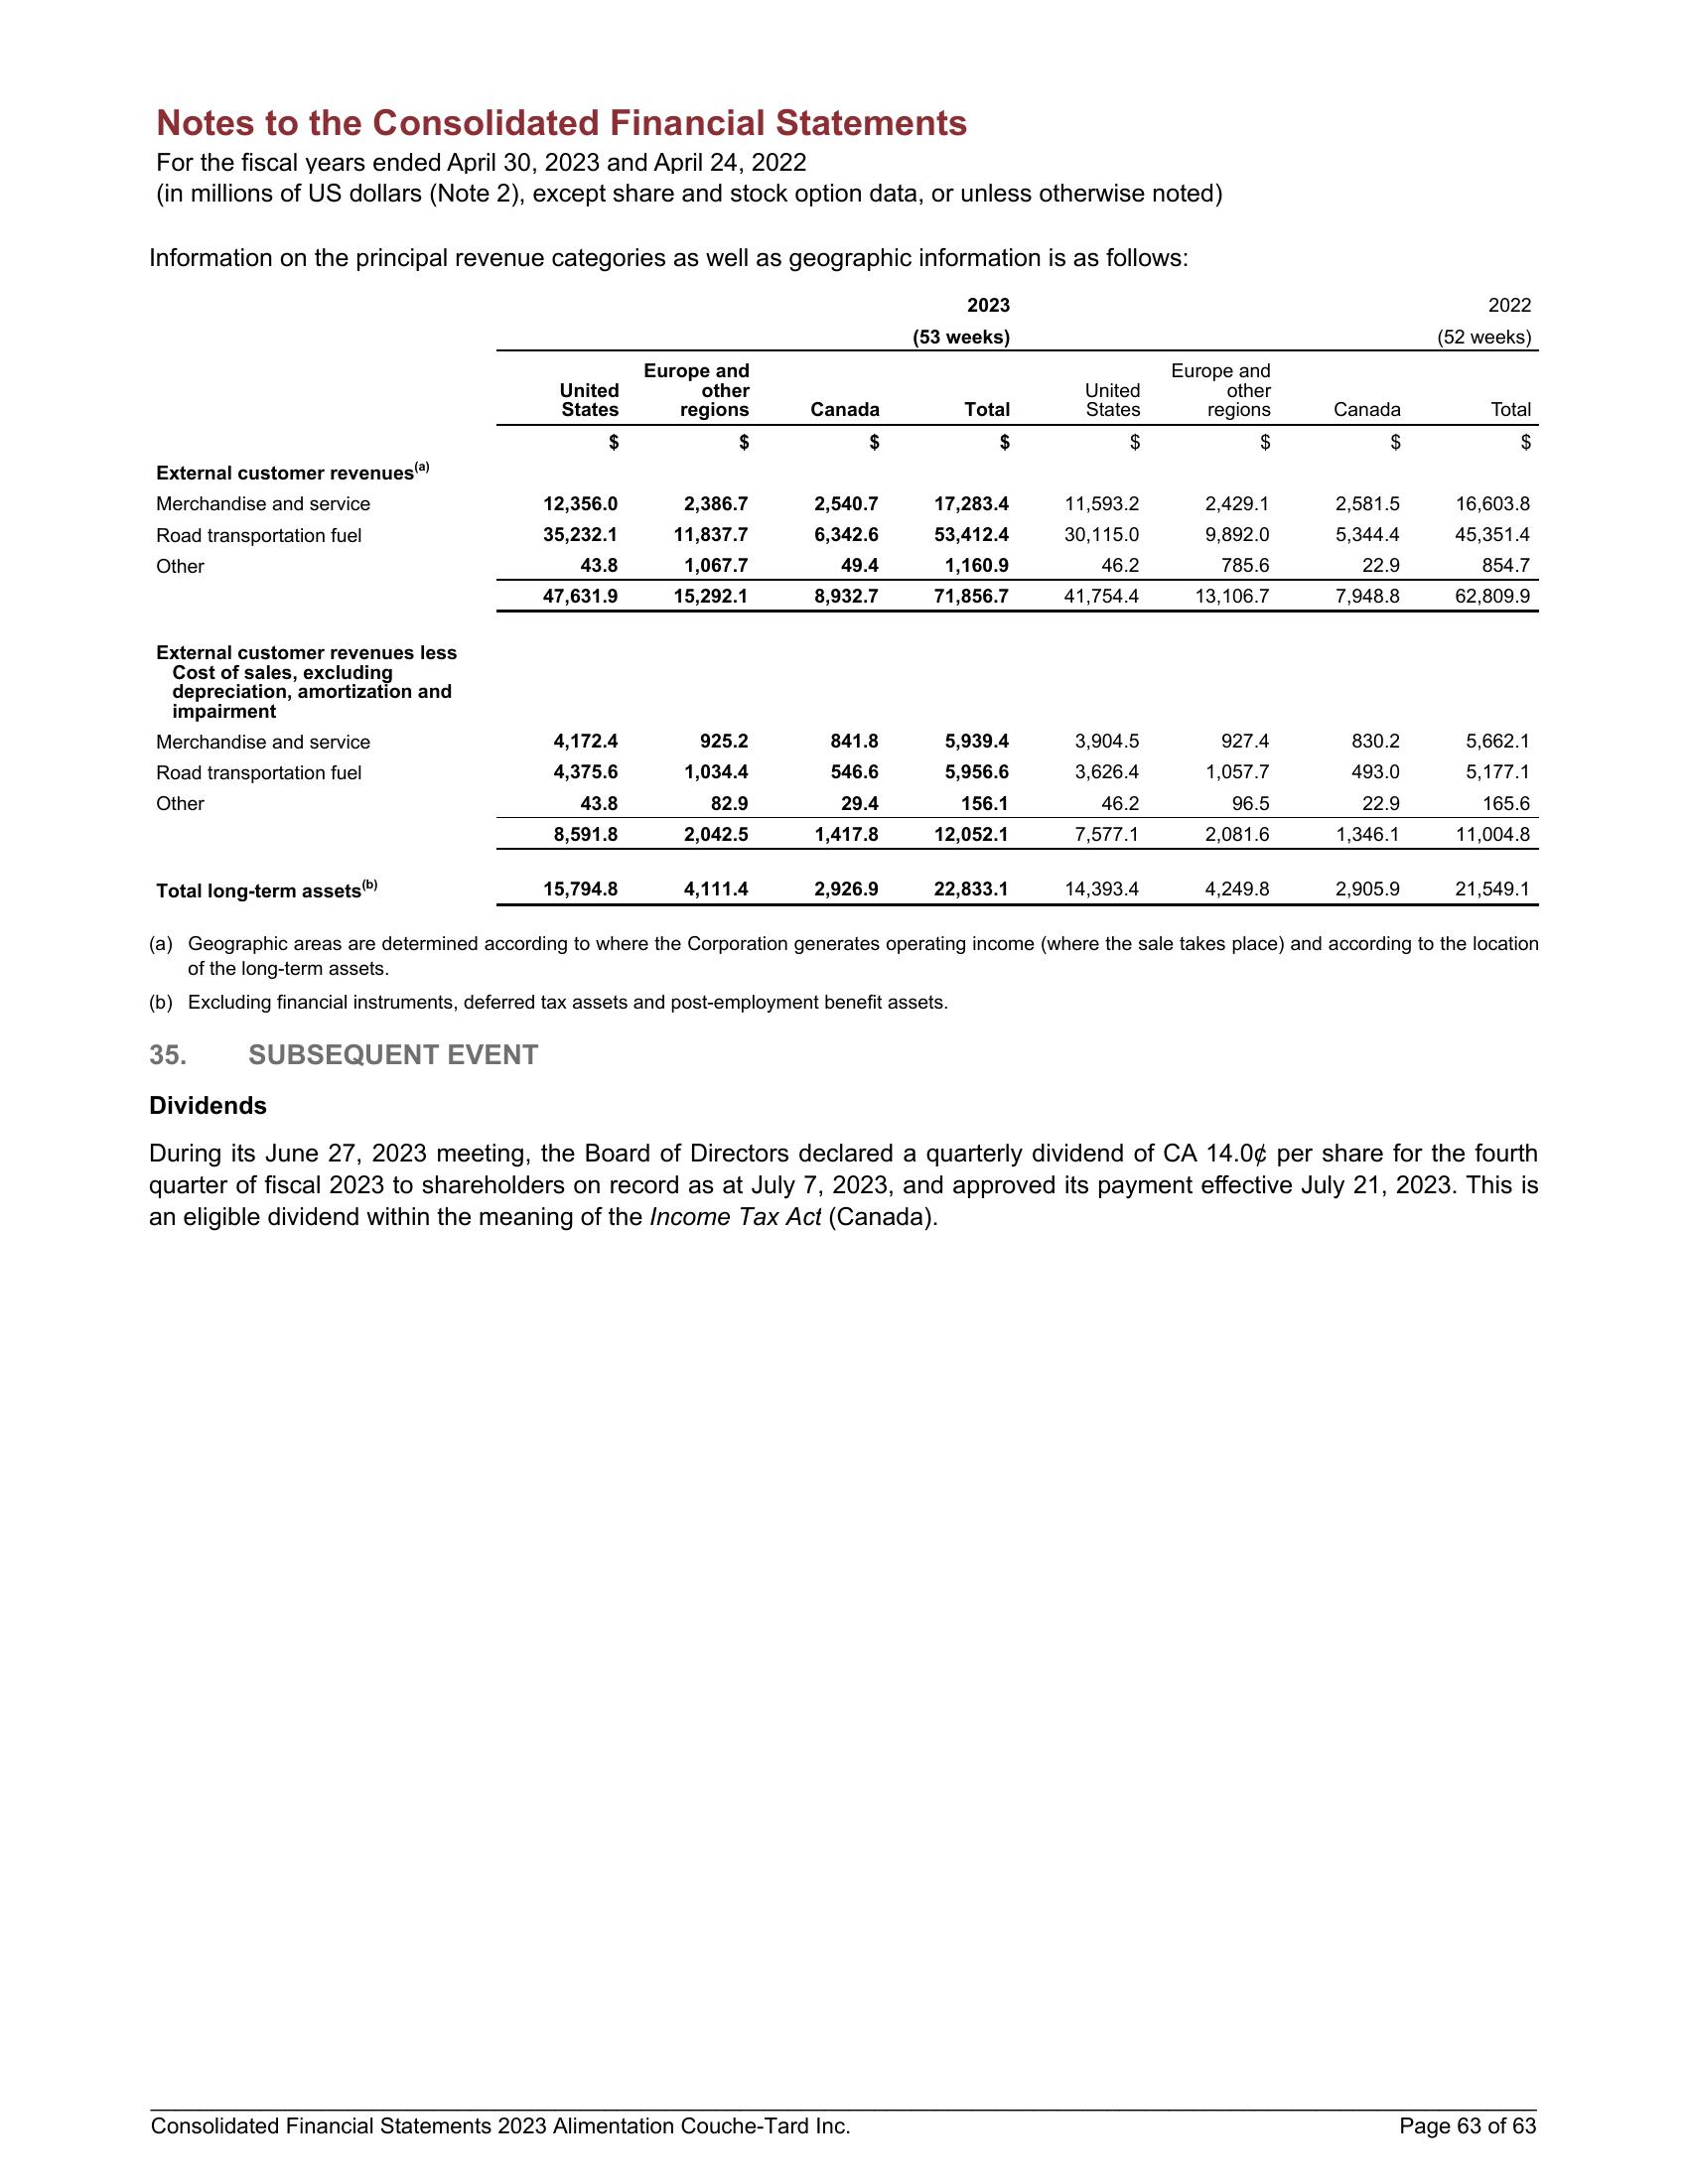 Notes to the Consolidated Financial Statements
For the fiscal years ended April 30, 2023 and April 24, 2022
(in millions of US dollars (Note 2), except share and stock option data, or unless otherwise noted)
Information on the principal revenue categories as well as geographic information is as follows:
2023 2022
(53 weeks) (52 weeks)
Europe and Europe and
United other United other
States regions Canada Total States regions Canada Total
$ $ $ $ $ $ $ $
External customer revenues(a)
Merchandise and service 12,356.0 2,386.7 2,540.7 17,283.4 11,593.2 2,429.1 2,581.5 16,603.8
Road transportation fuel 35,232.1 11,837.7 6,342.6 53,412.4 30,115.0 9,892.0 5,344.4 45,351.4
Other 43.8 1,067.7 49.4 1,160.9 46.2 785.6 22.9 854.7
47,631.9 15,292.1 8,932.7 71,856.7 41,754.4 13,106.7 7,948.8 62,809.9
External customer revenues less
Cost of sales, excluding
depreciation, amortization and
impairment
Merchandise and service 4,172.4 925.2 841.8 5,939.4 3,904.5 927.4 830.2 5,662.1
Road transportation fuel 4,375.6 1,034.4 546.6 5,956.6 3,626.4 1,057.7 493.0 5,177.1
Other 43.8 82.9 29.4 156.1 46.2 96.5 22.9 165.6
8,591.8 2,042.5 1,417.8 12,052.1 7,577.1 2,081.6 1,346.1 11,004.8
Total long-term assets(b) 15,794.8 4,111.4 2,926.9 22,833.1 14,393.4 4,249.8 2,905.9 21,549.1
(a) Geographic areas are determined according to where the Corporation generates operating income (where the sale takes place) and according to the location
of the long-term assets.
(b) Excluding financial instruments, deferred tax assets and post-employment benefit assets.
35. SUBSEQUENT EVENT
Dividends
During its June 27, 2023 meeting, the Board of Directors declared a quarterly dividend of CA 14.0¢ per share for the fourth
quarter of fiscal 2023 to shareholders on record as at July 7, 2023, and approved its payment effective July 21, 2023. This is
an eligible dividend within the meaning of the Income Tax Act (Canada).
Consolidated Financial Statements 2023 Alimentation Couche-Tard Inc. Page 63 of 63